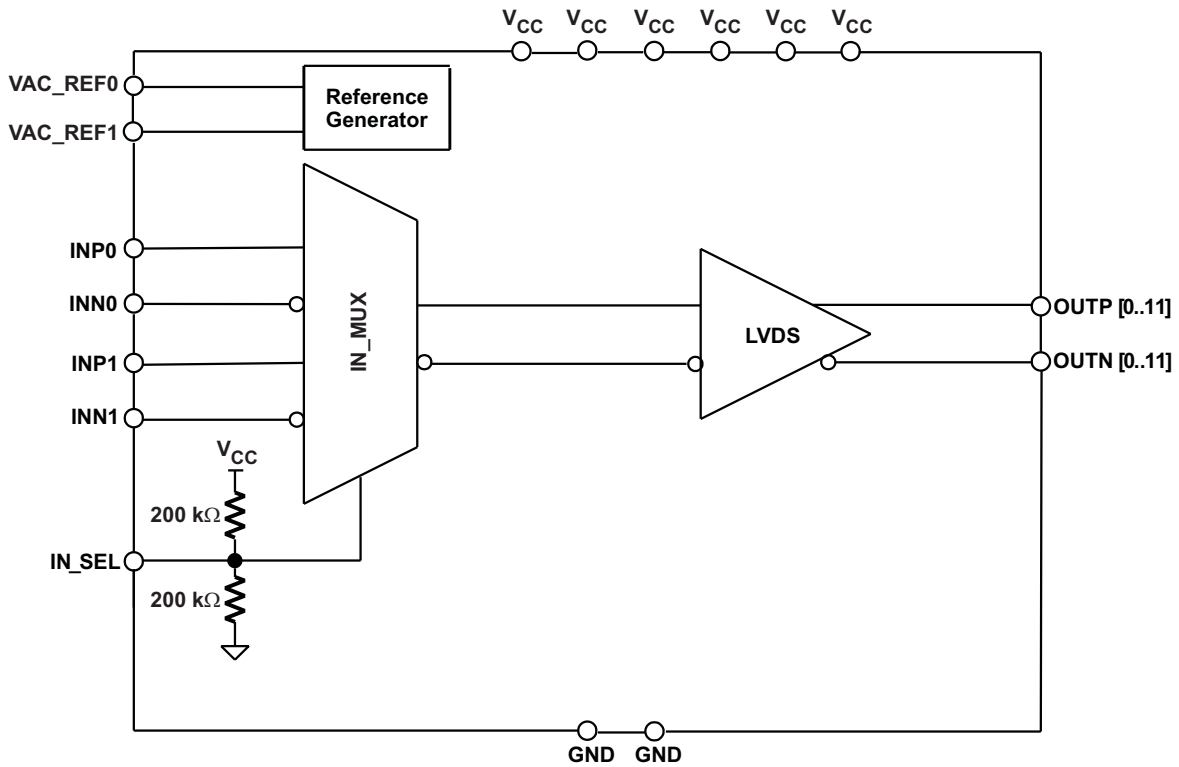 VCC VCC VCC VCC VCC VCC
VAC_REF0
VAC_REF1
Reference
Generator
INP0
INN0
INP1
INN1
IN_MUX
LVDS
OUTP [0..11]
OUTN [0..11]
VCC
200 kΩ
IN_SEL
200 kΩ
GND GND